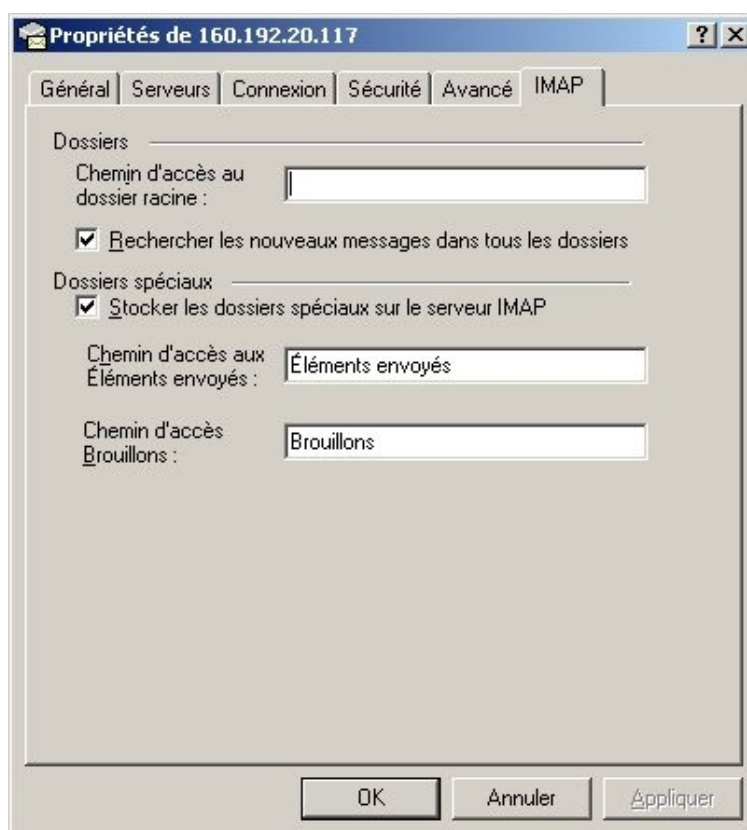 Propriétés de 160.192.20.117
Général Serveurs Connexion Sécurité Avancé IMAP
Dossiers
Chemin d'accès au
dossier racine :
Rechercher les nouveaux messages dans tous les dossiers
Dossiers spéciaux
Stocker les dossiers spéciaux sur le serveur IMAP
Chemin d'accès aux
Éléments envoyés :
Éléments envoyés
Chemin d'accès
Brouillons :
Brouillons
OK Annuler Appliquer